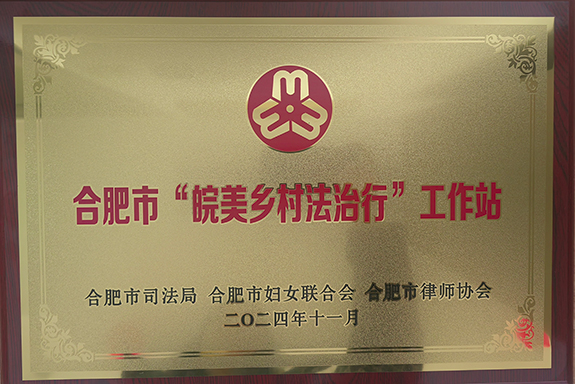 合肥市“皖美乡村法治行”工作站
合肥市司法局 合肥市妇女联合会 合肥市律师协会
二〇二四年十一月